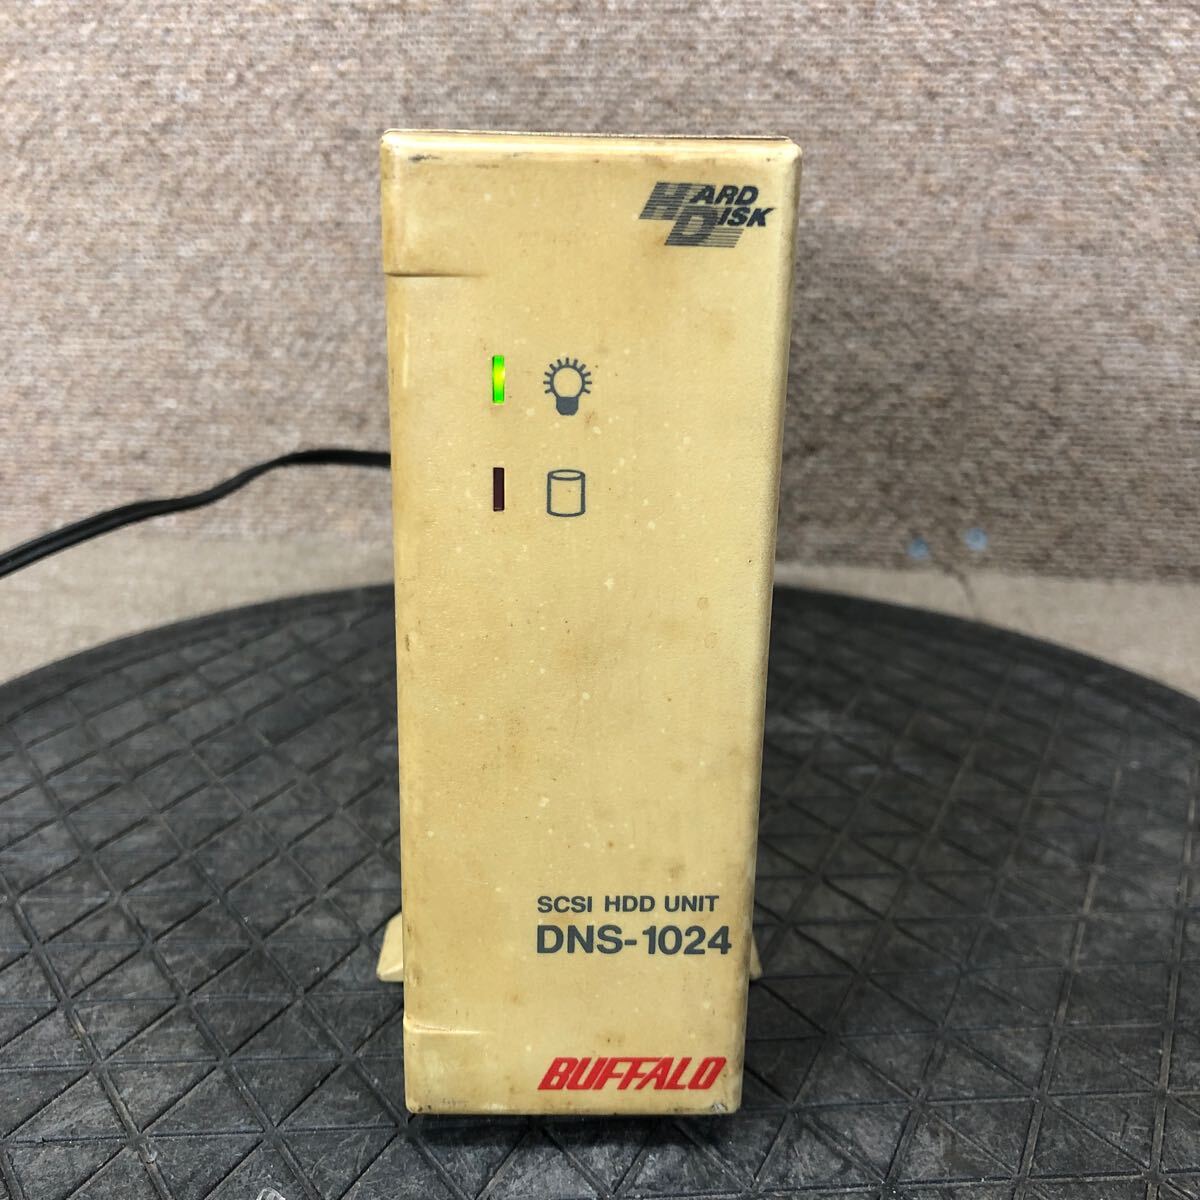 HARD
DISK
SCSI HDD UNIT
DNS-1024
BUFFALO